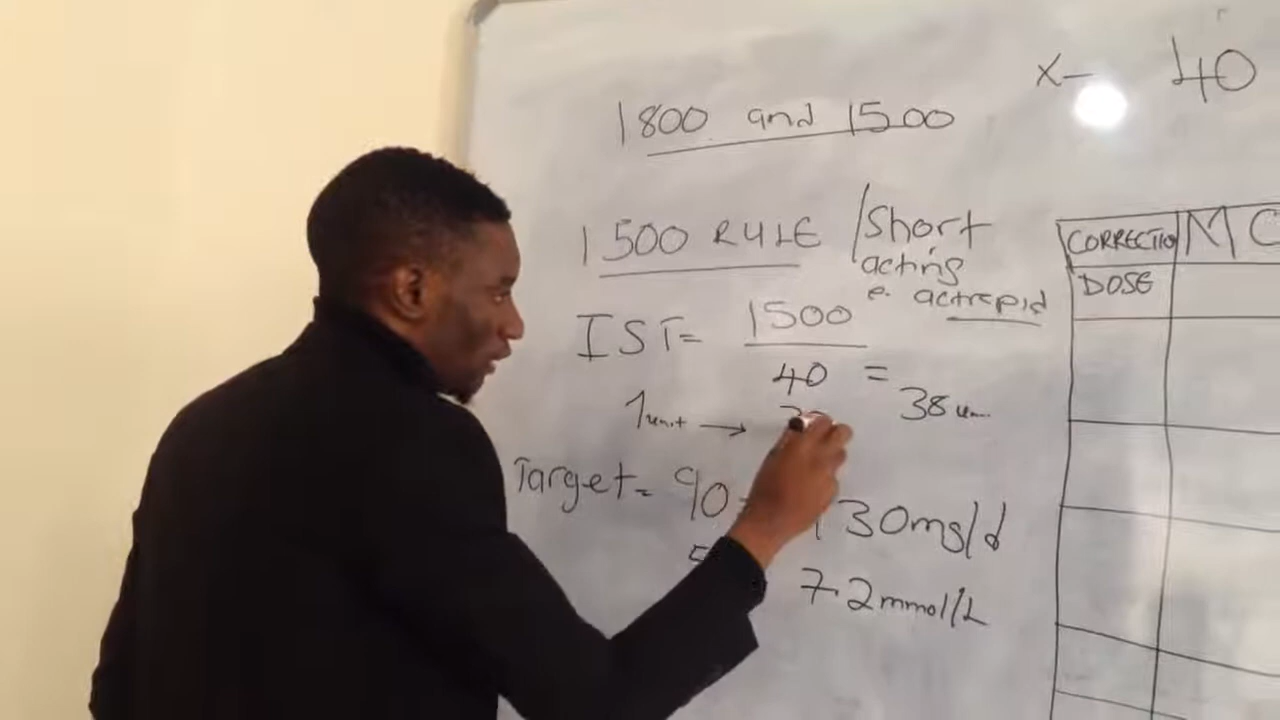 x- 40
1800 and 1500
1500 RULE / Short
acting
e. actrapid
CORRECTIO M C
DOSE
IST= 1500
40 = 38 un..
1unit →
Target= 90 - 130mg/d
7.2mmol/L